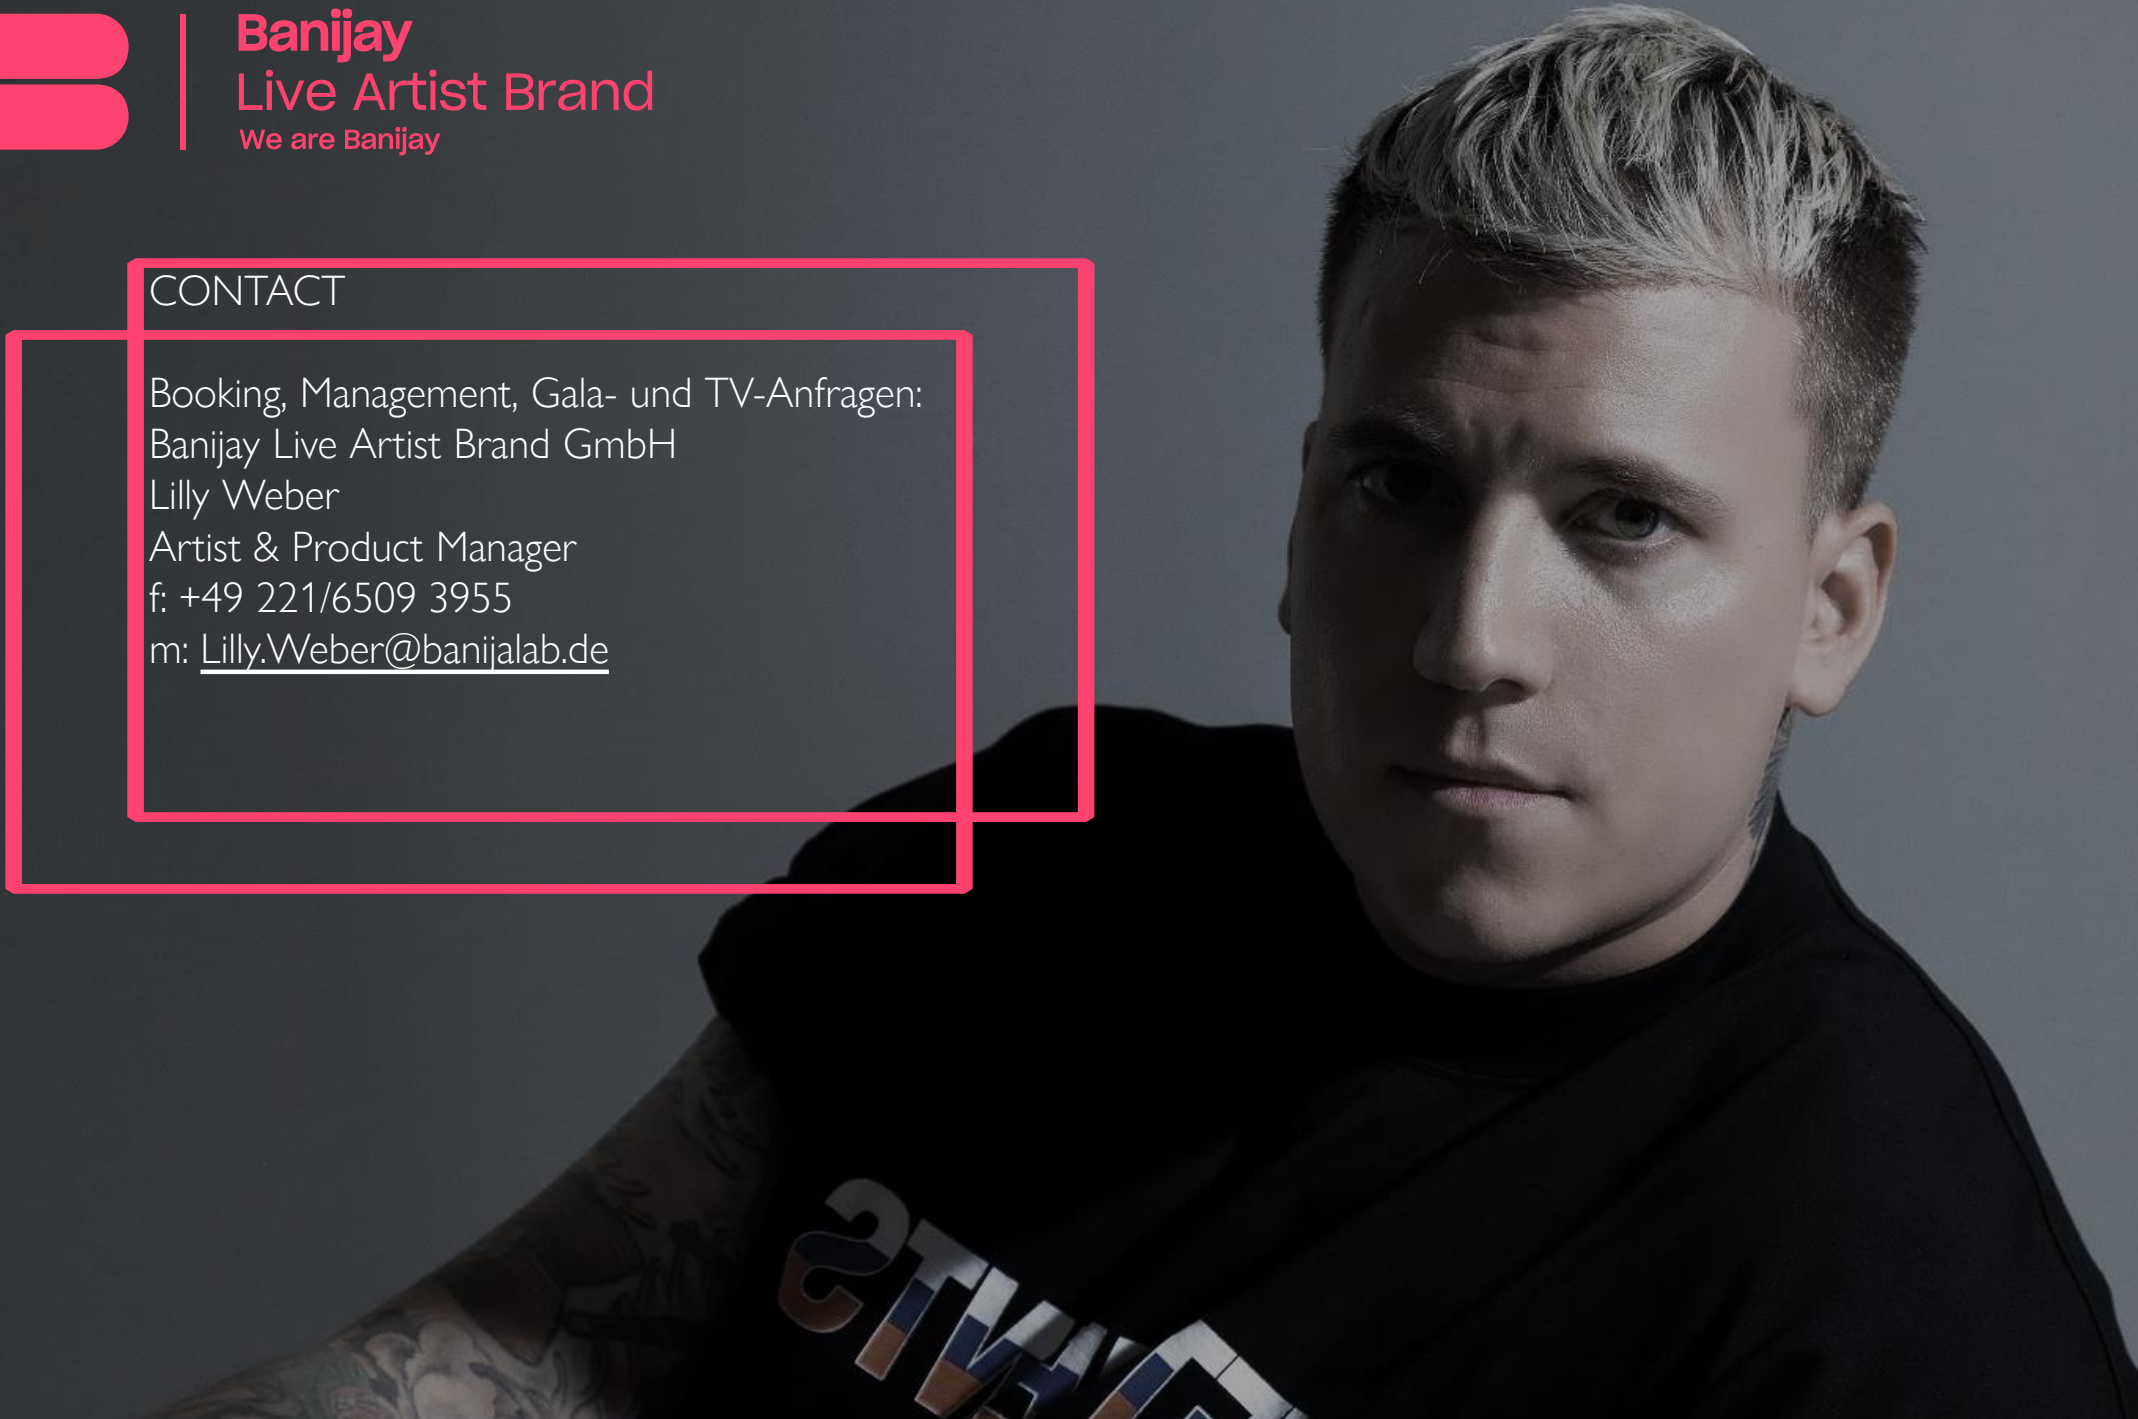 Banijay
Live Artist Brand
We are Banijay
CONTACT
Booking, Management, Gala- und TV-Anfragen:
Banijay Live Artist Brand GmbH
Lilly Weber
Artist & Product Manager
f: +49 221/6509 3955
m: Lilly.Weber@banijalab.de